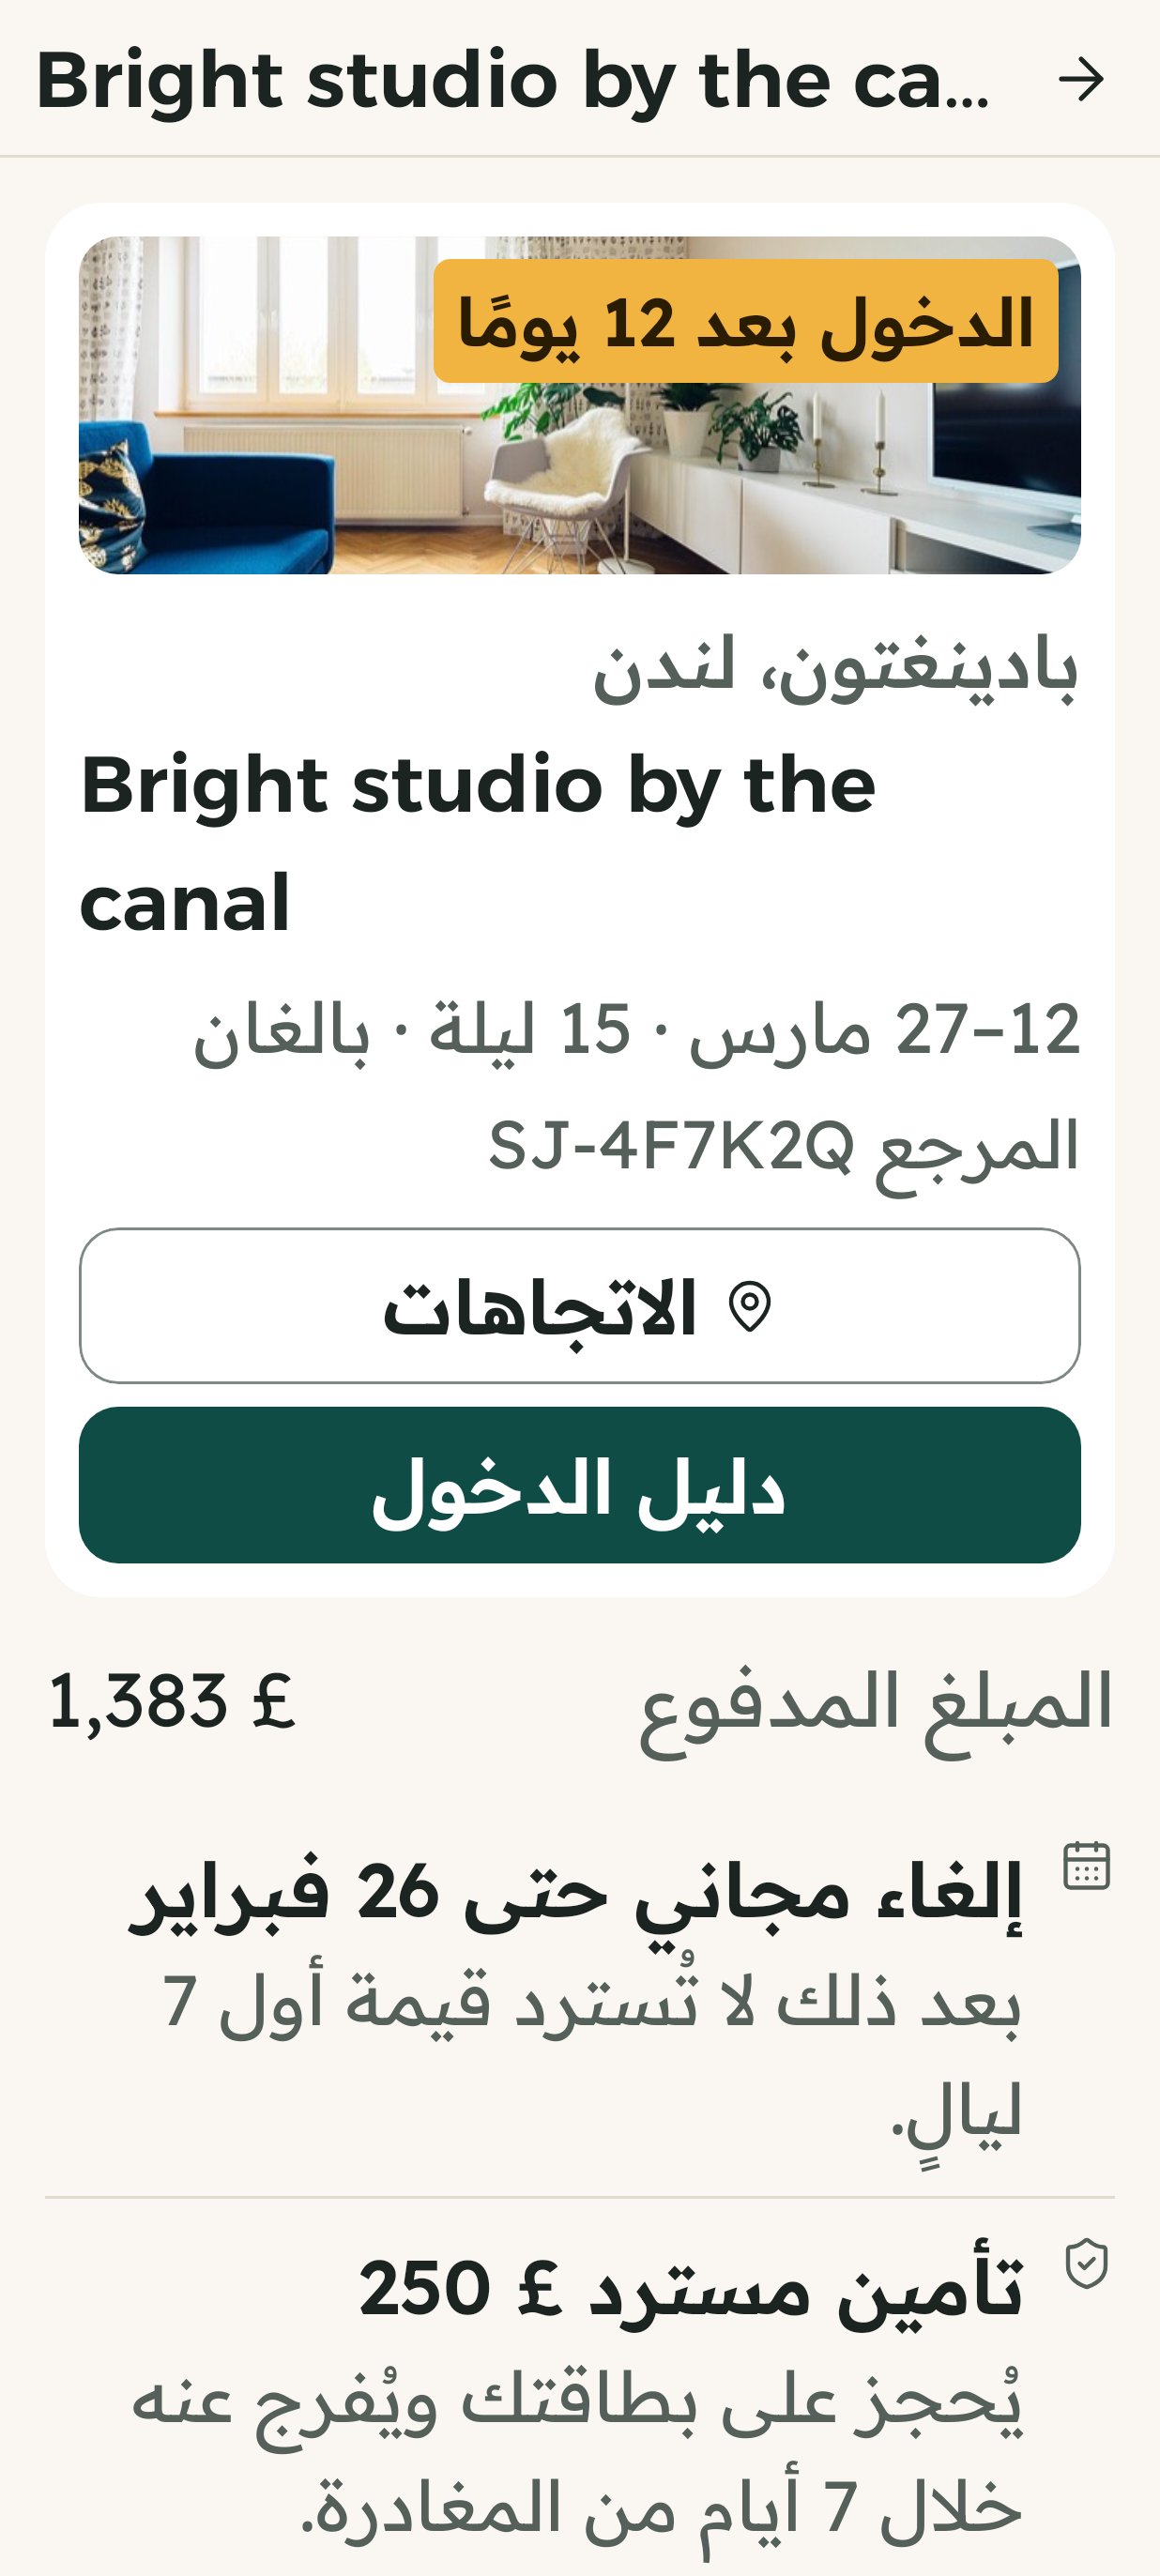 Bright studio by the ca...
الدخول بعد 12 يومًا
بادينغتون، لندن
Bright studio by the
canal
12–27 مارس · 15 ليلة · بالغان
المرجع SJ-4F7K2Q
الاتجاهات
دليل الدخول
المبلغ المدفوع
1,383 £
إلغاء مجاني حتى 26 فبراير
بعد ذلك لا تُسترد قيمة أول 7
ليالٍ.
تأمين مسترد £ 250
يُحجز على بطاقتك ويُفرج عنه
خلال 7 أيام من المغادرة.